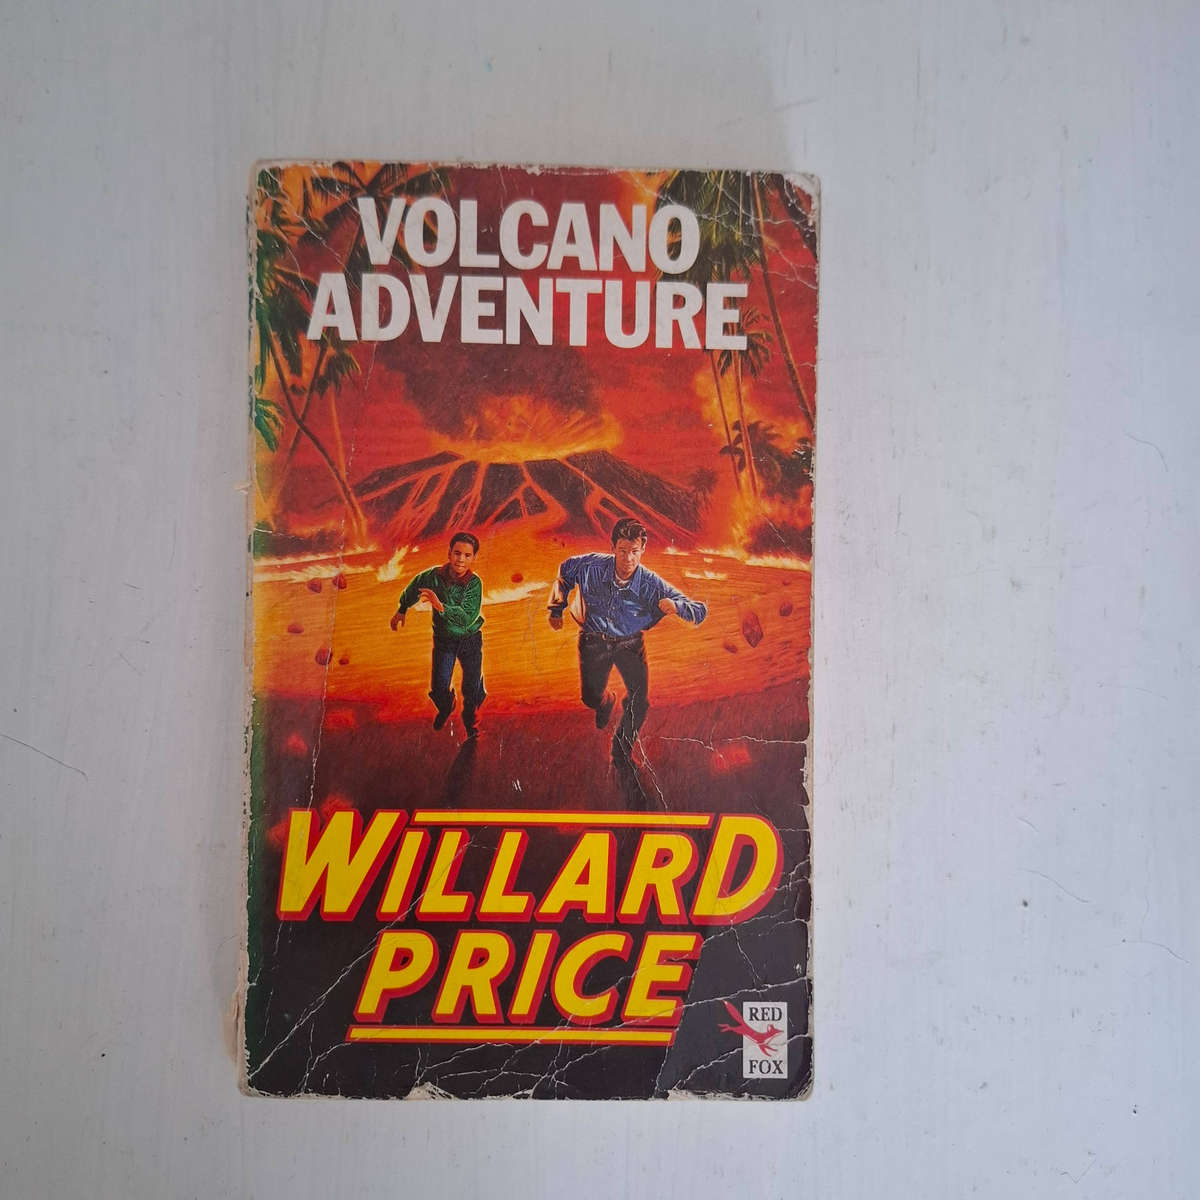 VOLCANO
ADVENTURE
WILLARD
PRICE
RED
FOX